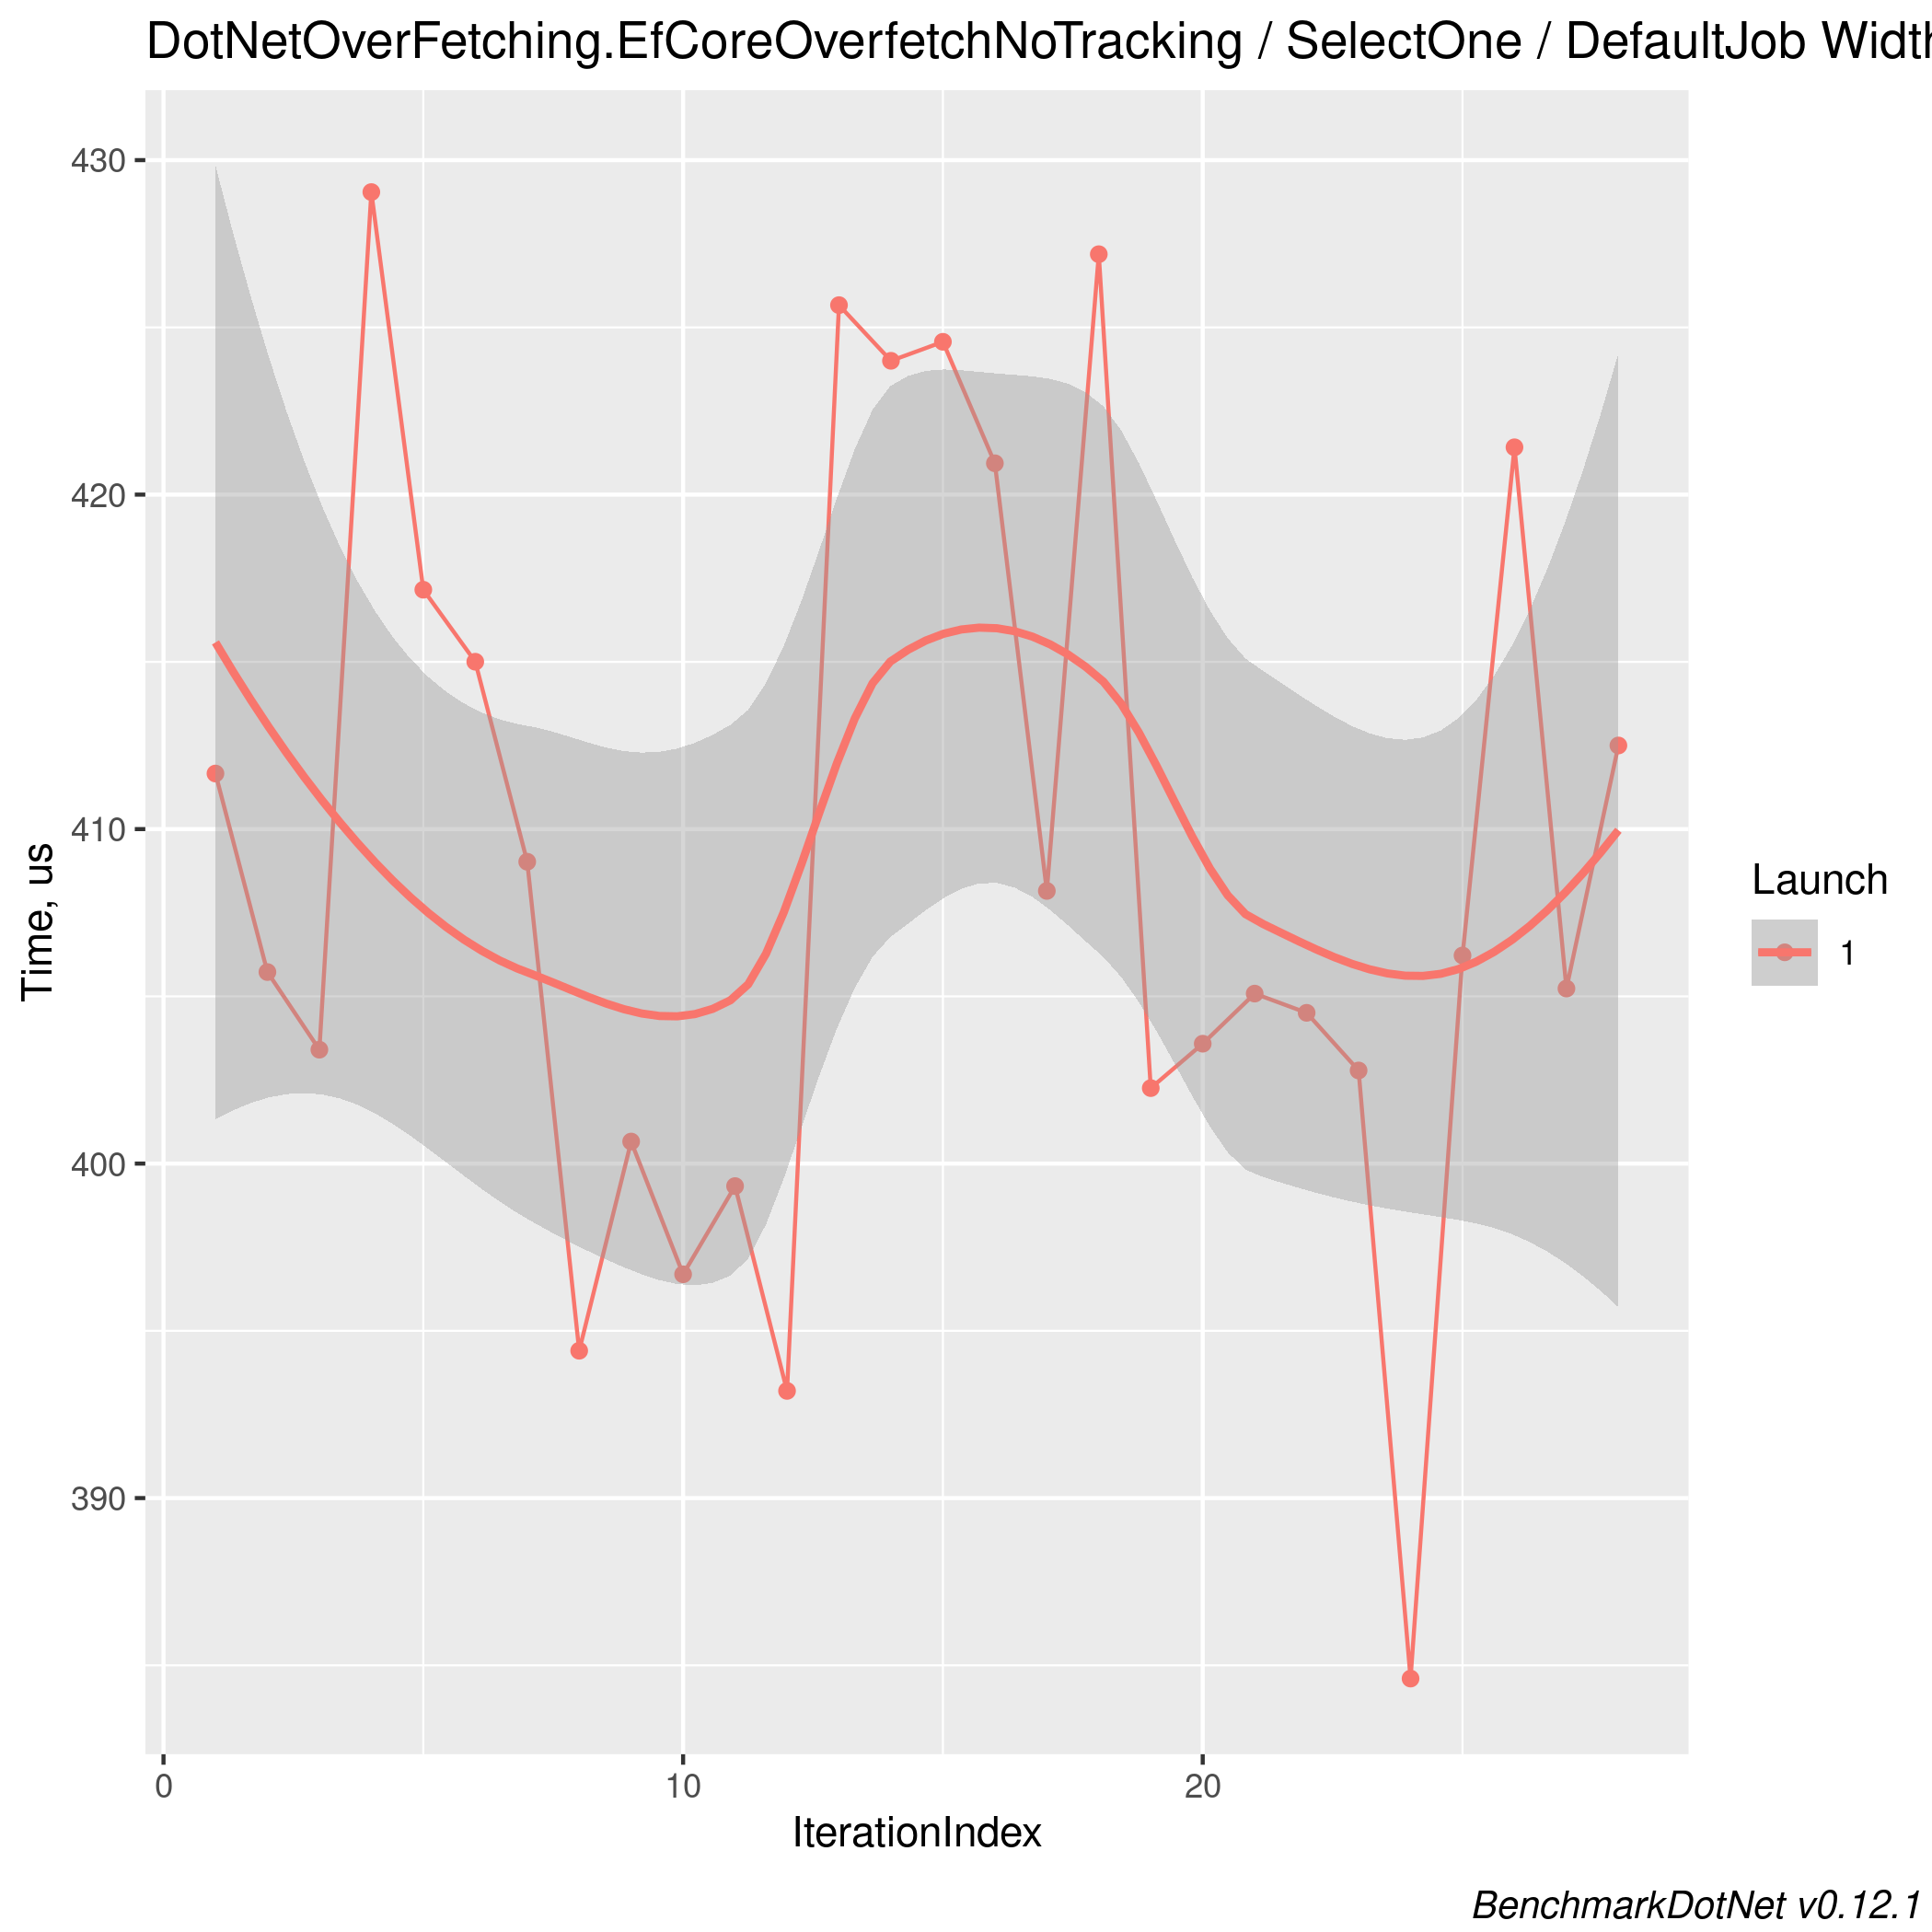 DotNetOverFetching.EfCoreOverfetchNoTracking / SelectOne / DefaultJob Width
430
420
410
400
390
Time, us
0 10 20
IterationIndex
Launch
1
BenchmarkDotNet v0.12.1